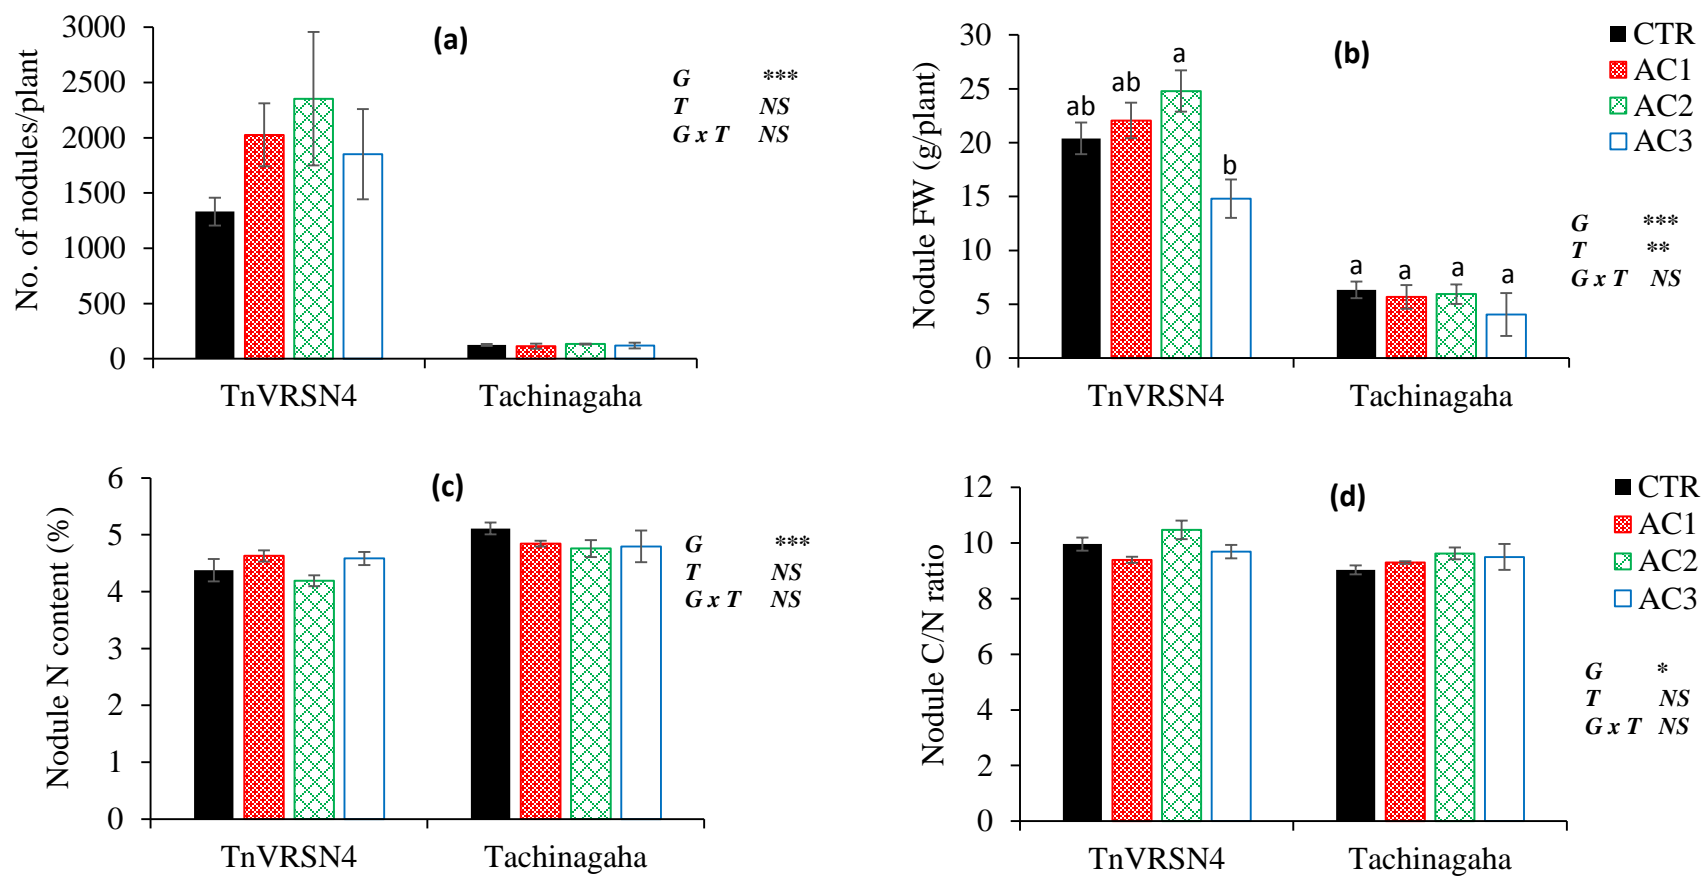 (a)
No. of nodules/plant
3000
2500
2000
1500
1000
500
0
G ***
T NS
G x T NS
TnVRSN4 Tachinagaha
(b)
Nodule FW (g/plant)
30
25
20
15
10
5
0
ab ab a b
a a a a
G ***
T **
G x T NS
TnVRSN4 Tachinagaha
CTR
AC1
AC2
AC3
(c)
Nodule N content (%)
6
5
4
3
2
1
0
G ***
T NS
G x T NS
TnVRSN4 Tachinagaha
(d)
Nodule C/N ratio
12
10
8
6
4
2
0
CTR
AC1
AC2
AC3
G *
T NS
G x T NS
TnVRSN4 Tachinagaha